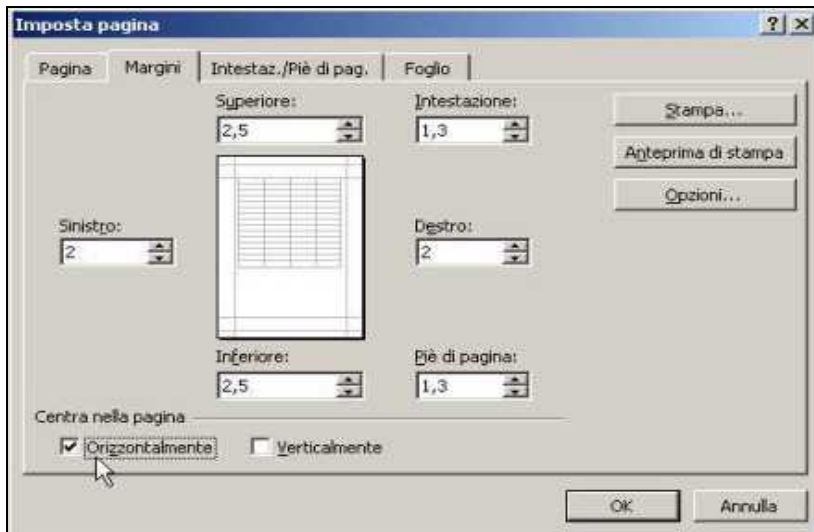 Imposta pagina
Pagina Margini Intestaz./Piè di pag. Foglio
Superiore: Intestazione:
2,5 1,3
Stampa...
Anteprima di stampa
Opzioni...
Sinistro: Destro:
2 2
Inferiore: Piè di pagina:
2,5 1,3
Centra nella pagina
Orizzontalmente Verticalmente
OK Annulla